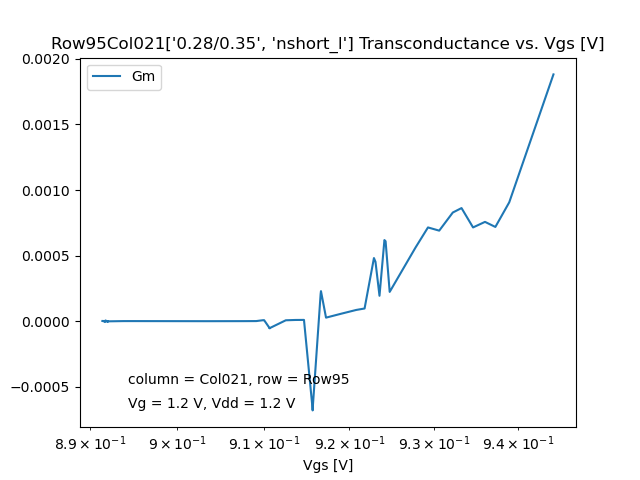 Row95Col021['0.28/0.35', 'nshort_l'] Transconductance vs. Vgs [V]
Gm
0.0020
0.0015
0.0010
0.0005
0.0000
−0.0005
column = Col021, row = Row95
Vg = 1.2 V, Vdd = 1.2 V
8.9 × 10⁻¹ 9 × 10⁻¹ 9.1 × 10⁻¹ 9.2 × 10⁻¹ 9.3 × 10⁻¹ 9.4 × 10⁻¹
Vgs [V]